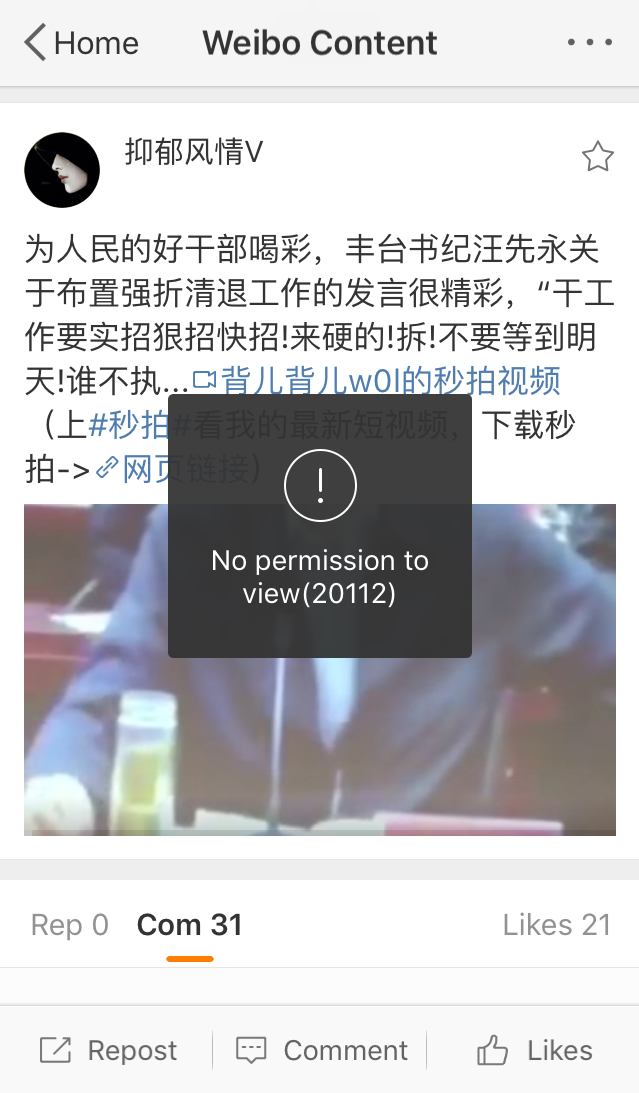 Home
Weibo Content
抑郁风情V
为人民的好干部喝彩，丰台书纪汪先永关
于布置强折清退工作的发言很精彩，“干工
作要实招狠招快招!来硬的!拆!不要等到明
天!谁不执...背儿背儿w0l的秒拍视频
（上#秒拍#看我的最新短视频，下载秒
拍->网页链接）
No permission to
view(20112)
Rep 0
Com 31
Likes 21
Repost
Comment
Likes